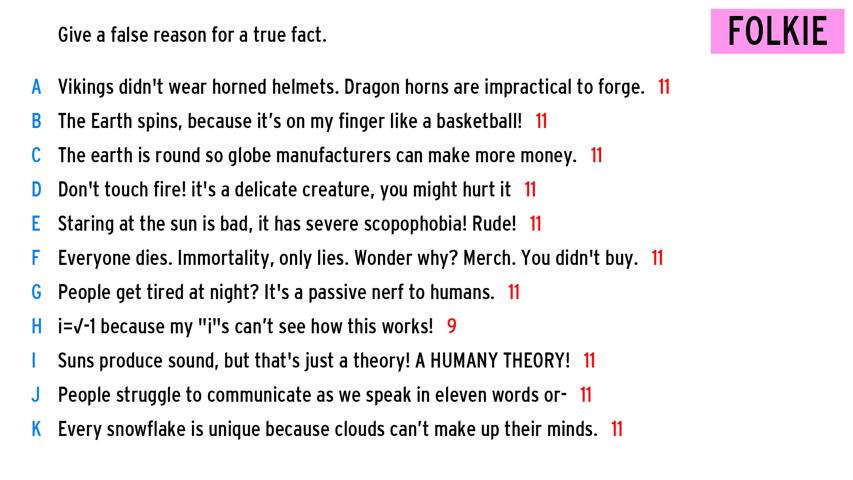 Give a false reason for a true fact.
FOLKIE
A Vikings didn't wear horned helmets. Dragon horns are impractical to forge. 11
B The Earth spins, because it’s on my finger like a basketball! 11
C The earth is round so globe manufacturers can make more money. 11
D Don't touch fire! it's a delicate creature, you might hurt it 11
E Staring at the sun is bad, it has severe scopophobia! Rude! 11
F Everyone dies. Immortality, only lies. Wonder why? Merch. You didn't buy. 11
G People get tired at night? It's a passive nerf to humans. 11
H i=√-1 because my "i"s can’t see how this works! 9
I Suns produce sound, but that's just a theory! A HUMANY THEORY! 11
J People struggle to communicate as we speak in eleven words or- 11
K Every snowflake is unique because clouds can’t make up their minds. 11